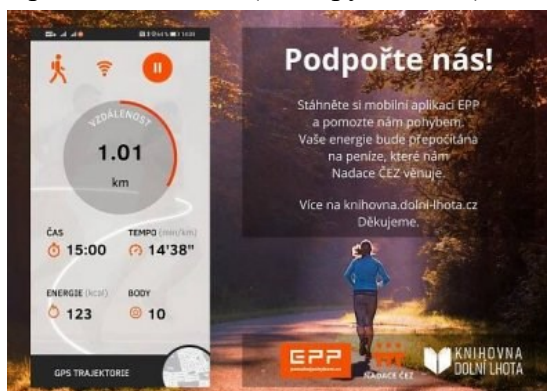 VZDÁLENOST
1.01
km
ČAS
15:00
TEMPO (min/km)
14'38"
ENERGIE (kcal)
123
BODY
10
GPS TRAJEKTORIE
Podpořte nás!
Stáhněte si mobilní aplikaci EPP
a pomozte nám pohybem.
Vaše energie bude přepočítána
na peníze, které nám
Nadace ČEZ věnuje.
Více na knihovna.dolni-lhota.cz
Děkujeme.
EPP
NADACE ČEZ
KNIHOVNA
DOLNÍ LHOTA